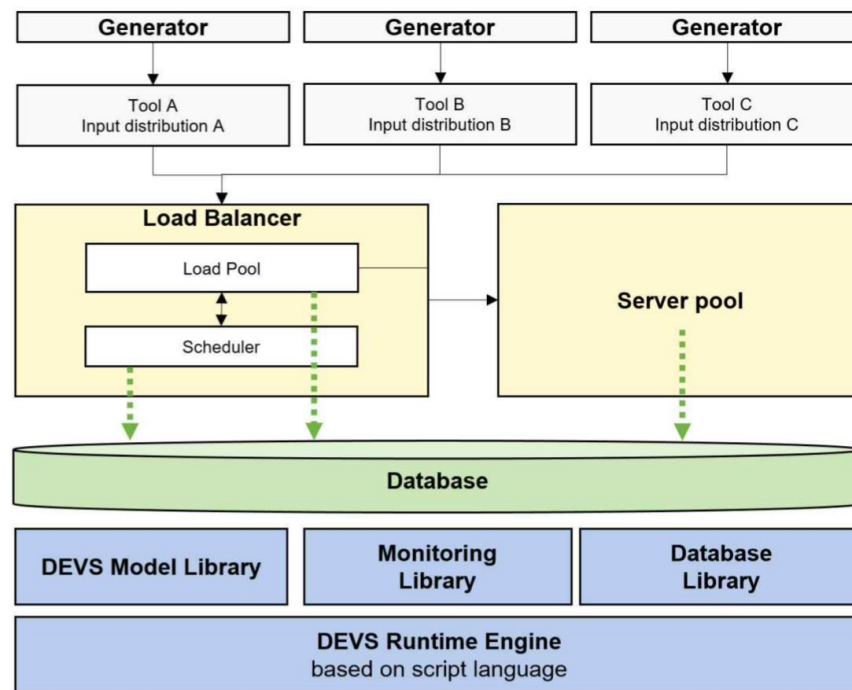 Generator
Generator
Generator
Tool A
Input distribution A
Tool B
Input distribution B
Tool C
Input distribution C
Load Balancer
Load Pool
Scheduler
Server pool
Database
DEVS Model Library
Monitoring
Library
Database
Library
DEVS Runtime Engine
based on script language